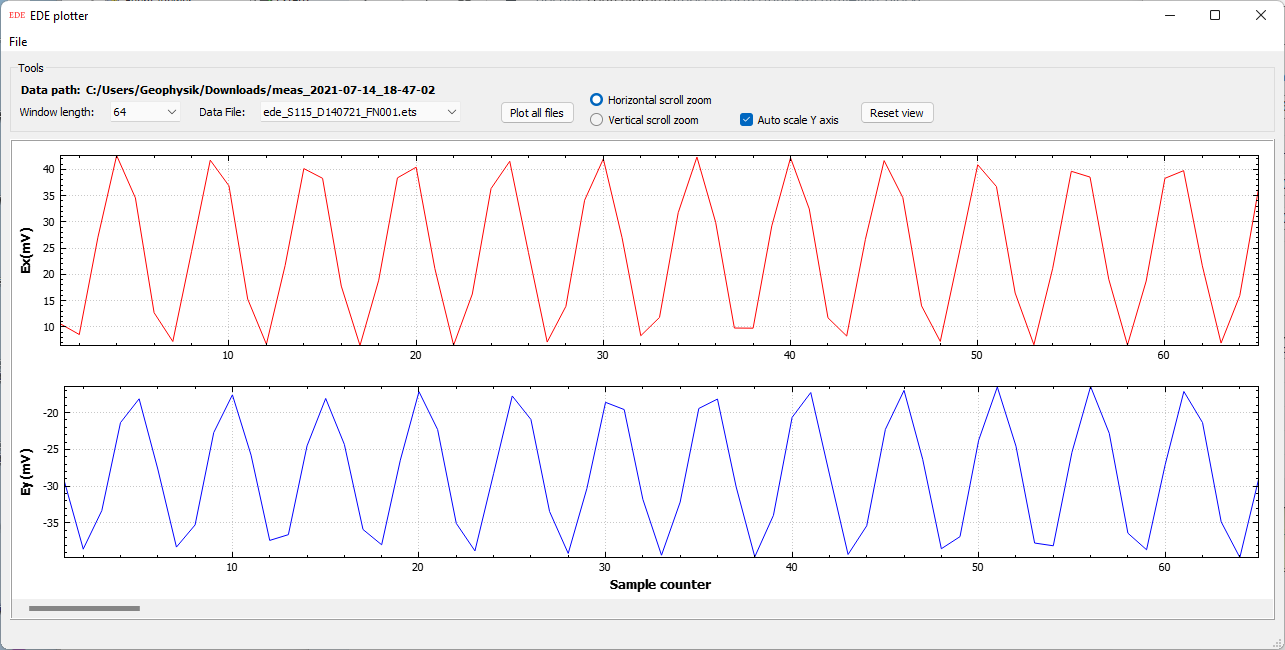 EDE EDE plotter
File
Tools
Data path: C:/Users/Geophysik/Downloads/meas_2021-07-14_18-47-02
Window length: 64 Data File: ede_S115_D140721_FN001.ets Plot all files
Horizontal scroll zoom
Vertical scroll zoom
Auto scale Y axis Reset view
Ex(mV)
40
35
30
25
20
15
10
10 20 30 40 50 60
Ey (mV)
-20
-25
-30
-35
10 20 30 40 50 60
Sample counter